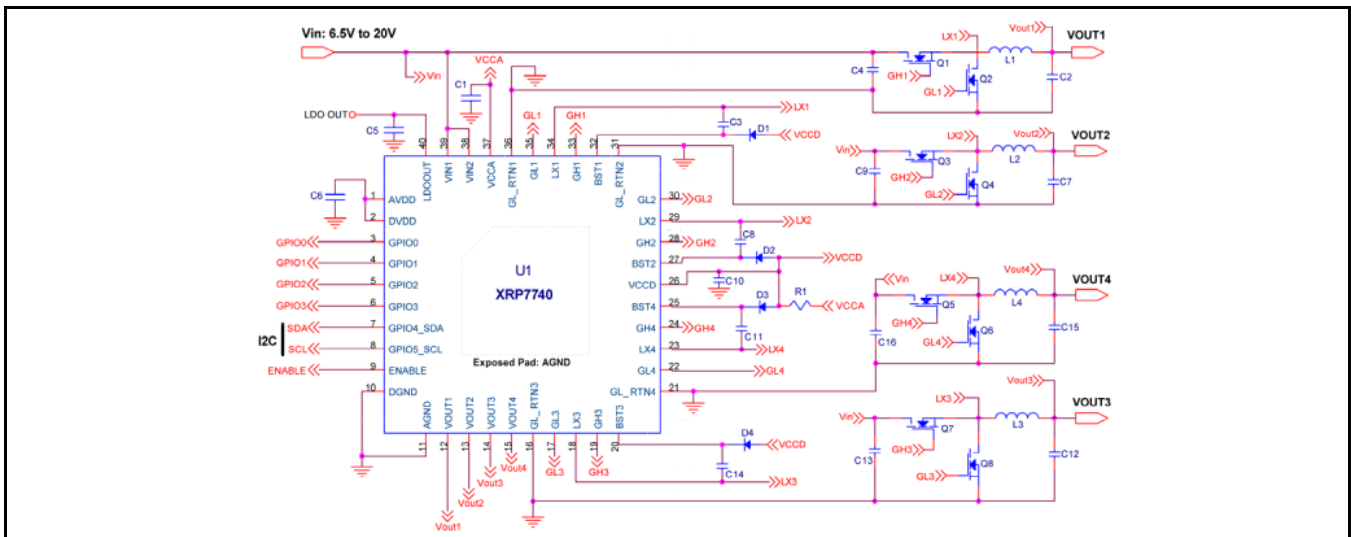 Vin: 6.5V to 20V
Vin
VCCA
C1
LDO OUT
C5
C6
GL1
GH1
LX1
C3
D1
VCCD
C4
Q1
GH1
LX1
Q2
GL1
L1
Vout1
VOUT1
C2
Vin
C9
Q3
GH2
LX2
Q4
GL2
L2
Vout2
VOUT2
C7
40 39 38 37 36 35 34 33 32 31
LDOOUT
VIN1
VIN2
VCCA
GL_RTN1
GL1
LX1
GH1
BST1
GL_RTN2
1 AVDD
2 DVDD
GPIO0 3 GPIO0
GPIO1 4 GPIO1
GPIO2 5 GPIO2
GPIO3 6 GPIO3
I2C
SDA 7 GPIO4_SDA
SCL 8 GPIO5_SCL
ENABLE 9 ENABLE
10 DGND
U1
XRP7740
Exposed Pad: AGND
GL2 30 GL2
LX2 29 LX2
C8
GH2 28 GH2
D2
BST2 27 VCCD
VCCD 26
C10
D3
R1
VCCA
BST4 25
GH4 24 GH4
C11
LX4 23 LX4
GL4 22 GL4
GL_RTN4 21
AGND
VOUT1
VOUT2
VOUT3
VOUT4
GL_RTN3
GL3
LX3
GH3
BST3
11 12 13 14 15 16 17 18 19 20
Vout1
Vout2
Vout3
Vout4
GL3
GH3
D4
VCCD
C14
LX3
Vin
C16
Q5
GH4
LX4
Q6
GL4
L4
Vout4
VOUT4
C15
Vin
C13
Q7
GH3
LX3
Q8
GL3
L3
Vout3
VOUT3
C12